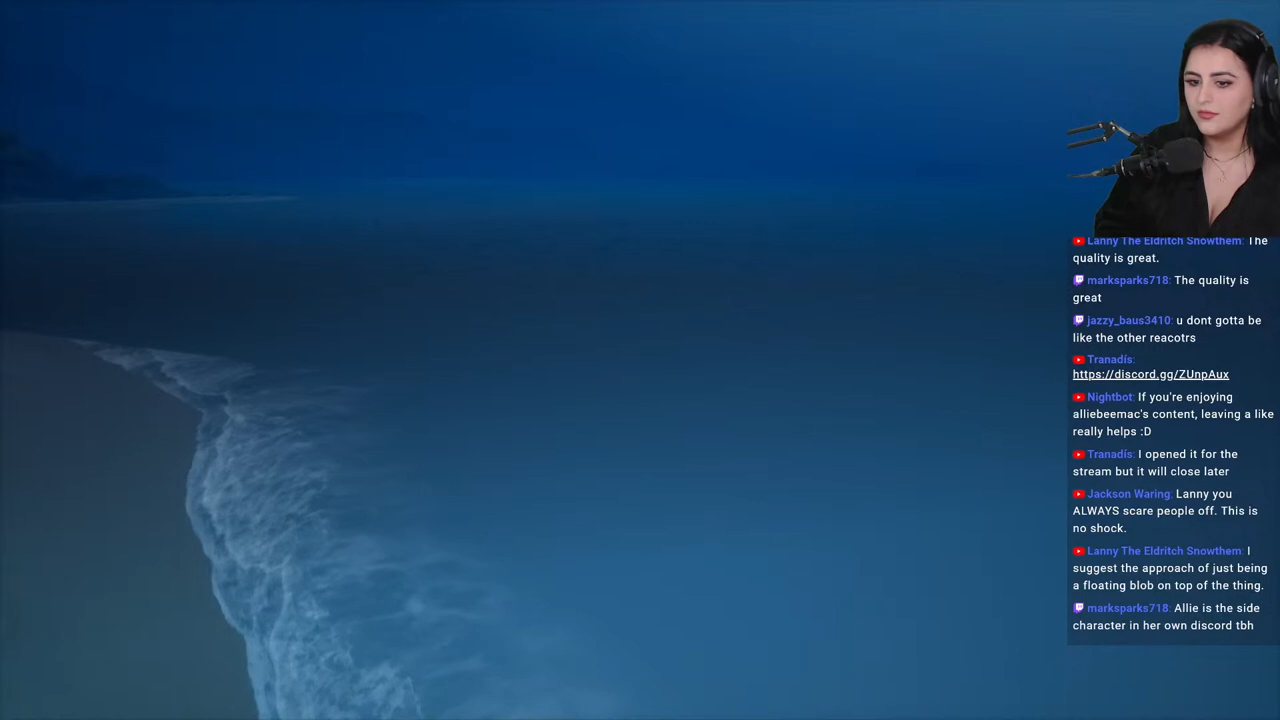 Lanny The Eldritch Snowthem: The
quality is great.
marksparks718: The quality is
great
jazzy_baus3410: u dont gotta be
like the other reacotrs
Tranadís:
https://discord.gg/ZUnpAux
Nightbot: If you're enjoying
alliebeemac's content, leaving a like
really helps :D
Tranadís: I opened it for the
stream but it will close later
Jackson Waring: Lanny you
ALWAYS scare people off. This is
no shock.
Lanny The Eldritch Snowthem: I
suggest the approach of just being
a floating blob on top of the thing.
marksparks718: Allie is the side
character in her own discord tbh